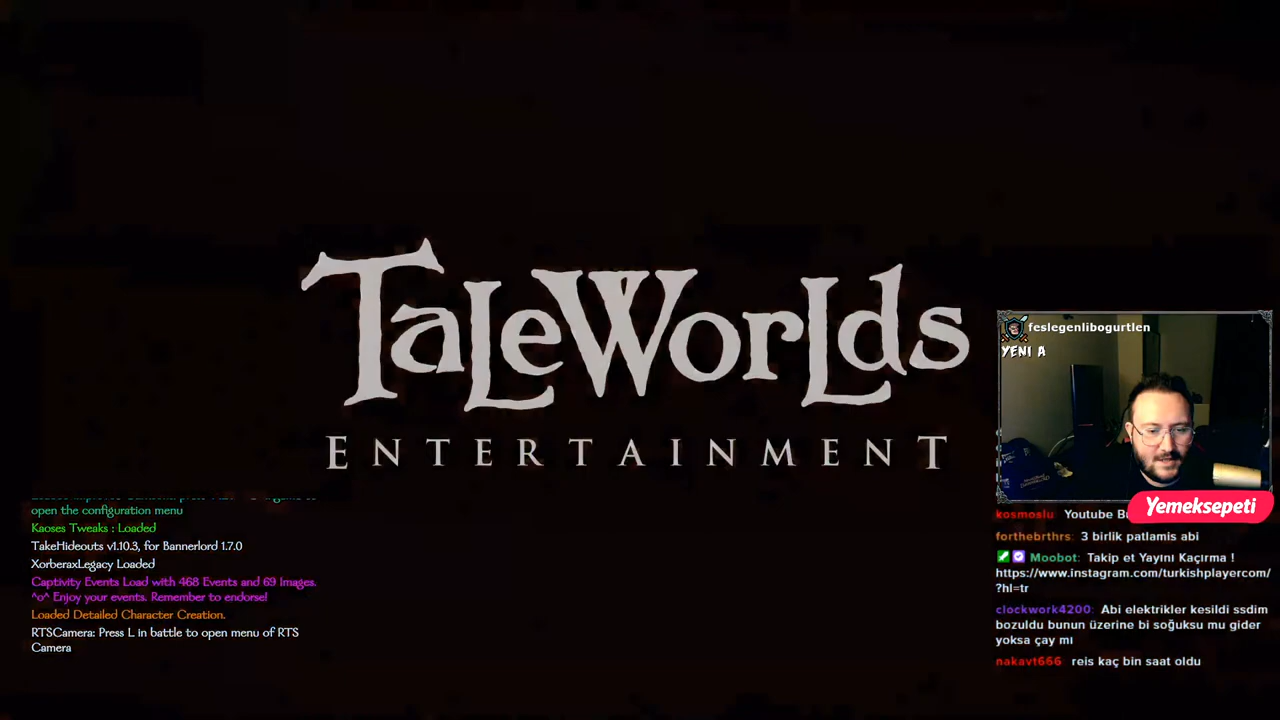 TaleWorlds
ENTERTAINMENT
open the configuration menu
Kaoses Tweaks : Loaded
TakeHideouts v1.10.3, for Bannerlord 1.7.0
XorberaxLegacy Loaded
Captivity Events Load with 468 Events and 69 Images.
^o^ Enjoy your events. Remember to endorse!
Loaded Detailed Character Creation.
RTSCamera: Press L in battle to open menu of RTS
Camera
feslegenlibogurtlen
YENI A
Yemeksepeti
kosmoslu Youtube
forthebrthrs: 3 birlik patlamis abi
Moobot: Takip et Yayını Kaçırma !
https://www.instagram.com/turkishplayercom/
?hl=tr
clockwork4200: Abi elektrikler kesildi ssdim
bozuldu bunun üzerine bi soğuksu mu gider
yoksa çay mı
nakavt666 reis kaç bin saat oldu